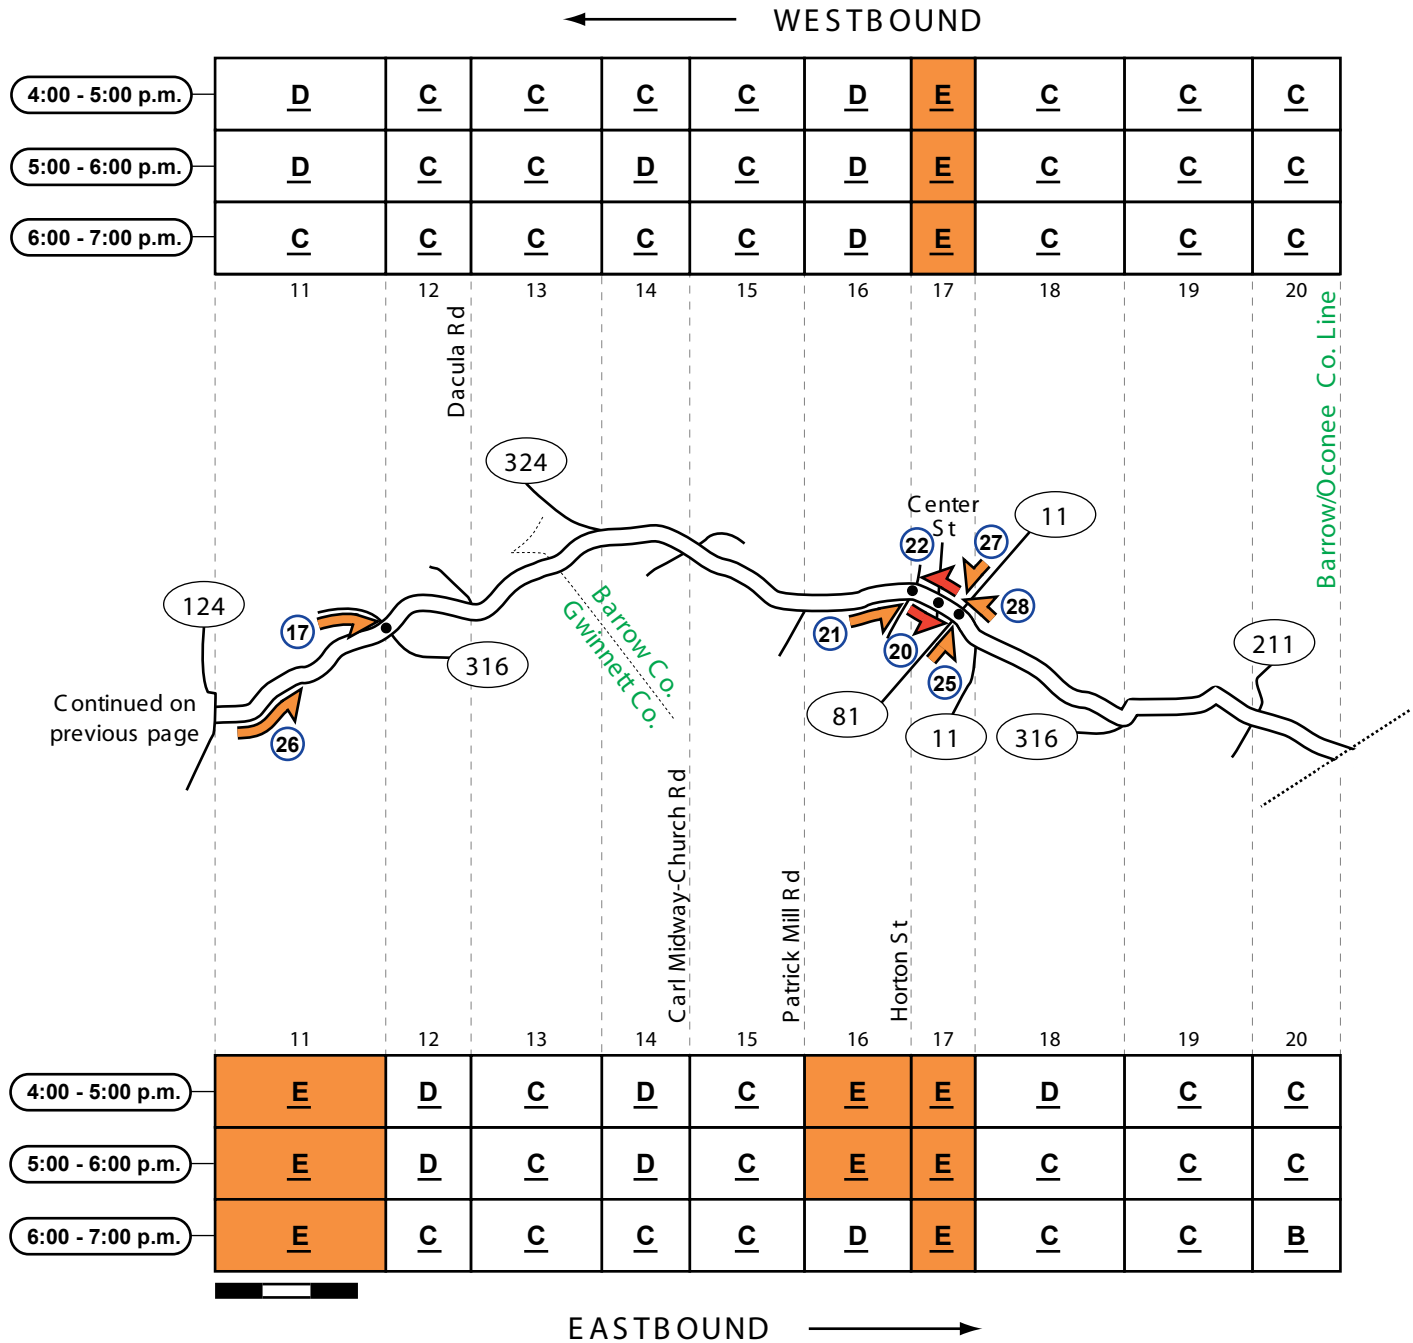 WESTBOUND
4:00 - 5:00 p.m. D C C C C D E C C C
5:00 - 6:00 p.m. D C C D C D E C C C
6:00 - 7:00 p.m. C C C C C D E C C C
11 12 13 14 15 16 17 18 19 20
Dacula Rd
Barrow/Oconee Co. Line
324
Center
St
11
22
27
124
17
28
21
20
316
Barrow Co.
Gwinnett Co.
25
211
Continued on
previous page
26
81
11
316
Carl Midway-Church Rd
Patrick Mill Rd
Horton St
11 12 13 14 15 16 17 18 19 20
4:00 - 5:00 p.m. E D C D C E E D C C
5:00 - 6:00 p.m. E D C D C E E C C C
6:00 - 7:00 p.m. E C C C C D E C C B
EASTBOUND